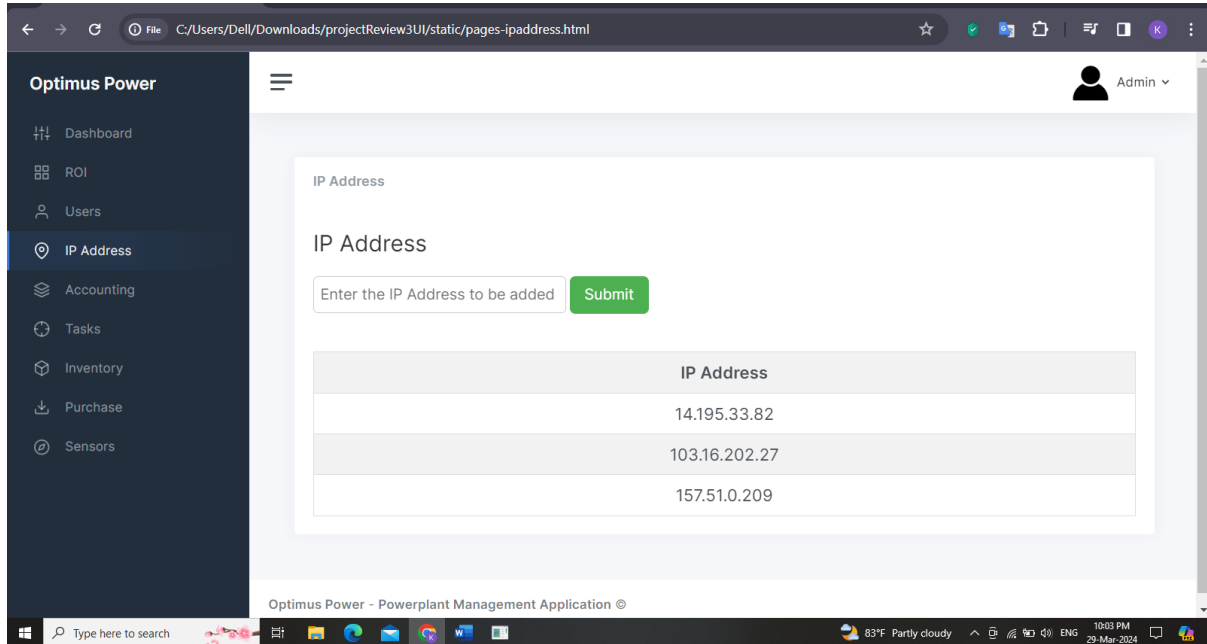 File C:/Users/Dell/Downloads/projectReview3UI/static/pages-ipaddress.html
K
Optimus Power
Admin
Dashboard
ROI
Users
IP Address
Accounting
Tasks
Inventory
Purchase
Sensors
IP Address
IP Address
Enter the IP Address to be added
Submit
IP Address
14.195.33.82
103.16.202.27
157.51.0.209
Optimus Power - Powerplant Management Application ©
Type here to search
83°F Partly cloudy
ENG
10:03 PM
29-Mar-2024